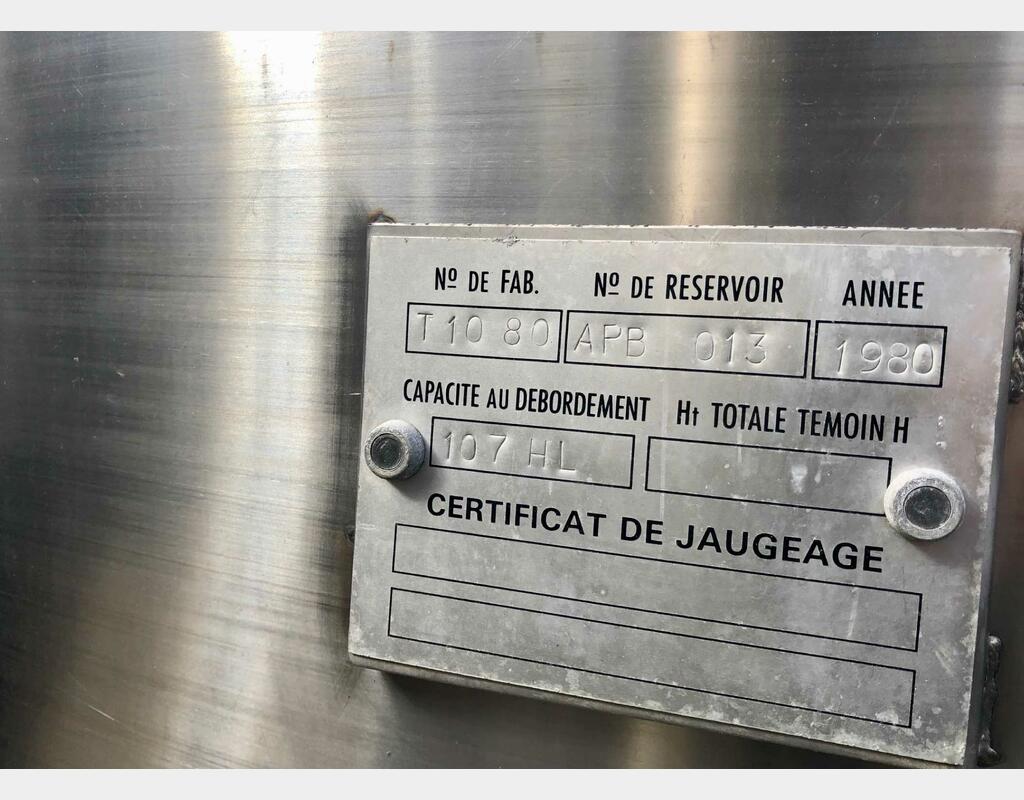 Nº DE FAB. Nº DE RESERVOIR ANNEE
T10 80 APB 013 1980
CAPACITE AU DEBORDEMENT Ht TOTALE TEMOIN H
107 HL
CERTIFICAT DE JAUGEAGE